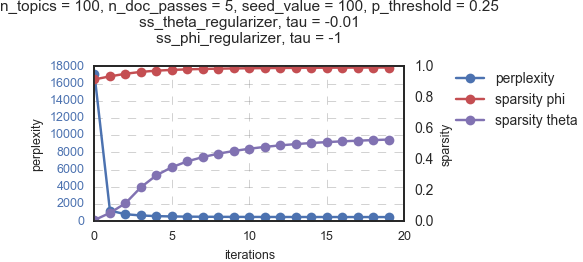 n_topics = 100, n_doc_passes = 5, seed_value = 100, p_threshold = 0.25
ss_theta_regularizer, tau = -0.01
ss_phi_regularizer, tau = -1
18000
16000
14000
12000
10000
8000
6000
4000
2000
0
perplexity
1.0
0.8
0.6
0.4
0.2
0.0
sparsity
0
5
10
15
20
iterations
perplexity
sparsity phi
sparsity theta